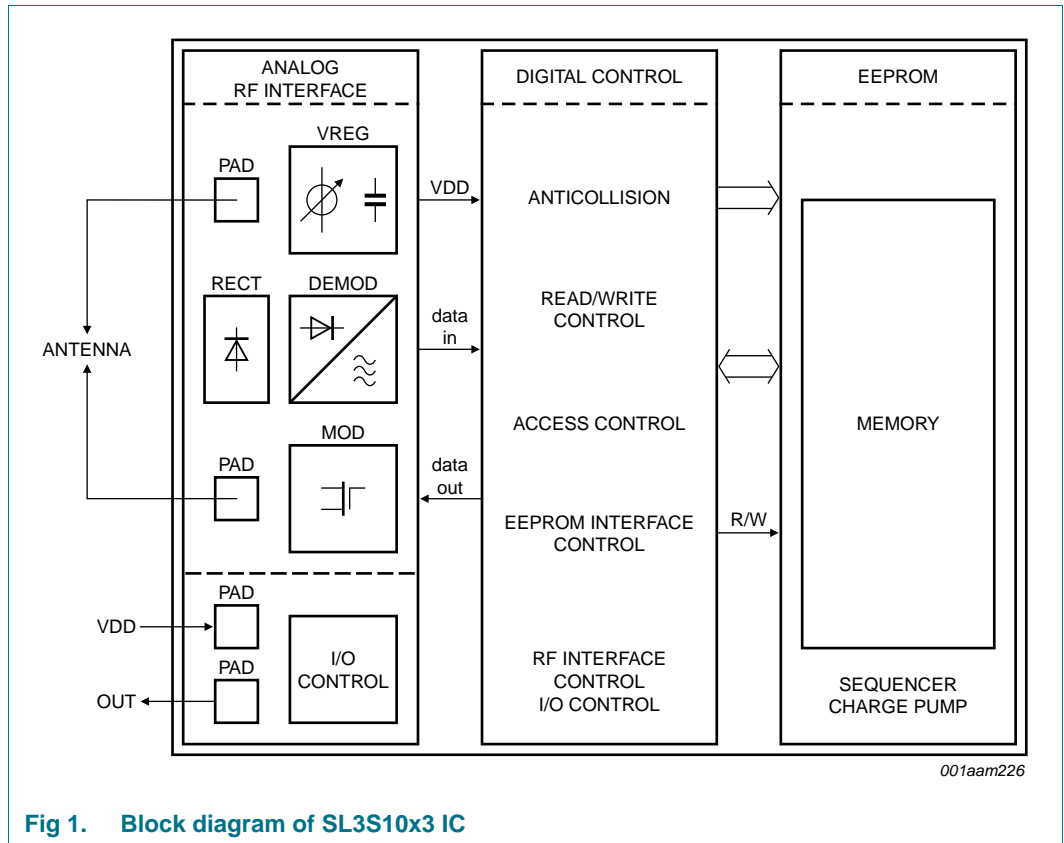 ANALOG
RF INTERFACE
VREG
PAD
RECT
DEMOD
ANTENNA
MOD
PAD
PAD
VDD
PAD
OUT
I/O
CONTROL
VDD
data
in
data
out
DIGITAL CONTROL
ANTICOLLISION
READ/WRITE
CONTROL
ACCESS CONTROL
EEPROM INTERFACE
CONTROL
RF INTERFACE
CONTROL
I/O CONTROL
R/W
EEPROM
MEMORY
SEQUENCER
CHARGE PUMP
001aam226
Fig 1. Block diagram of SL3S10x3 IC